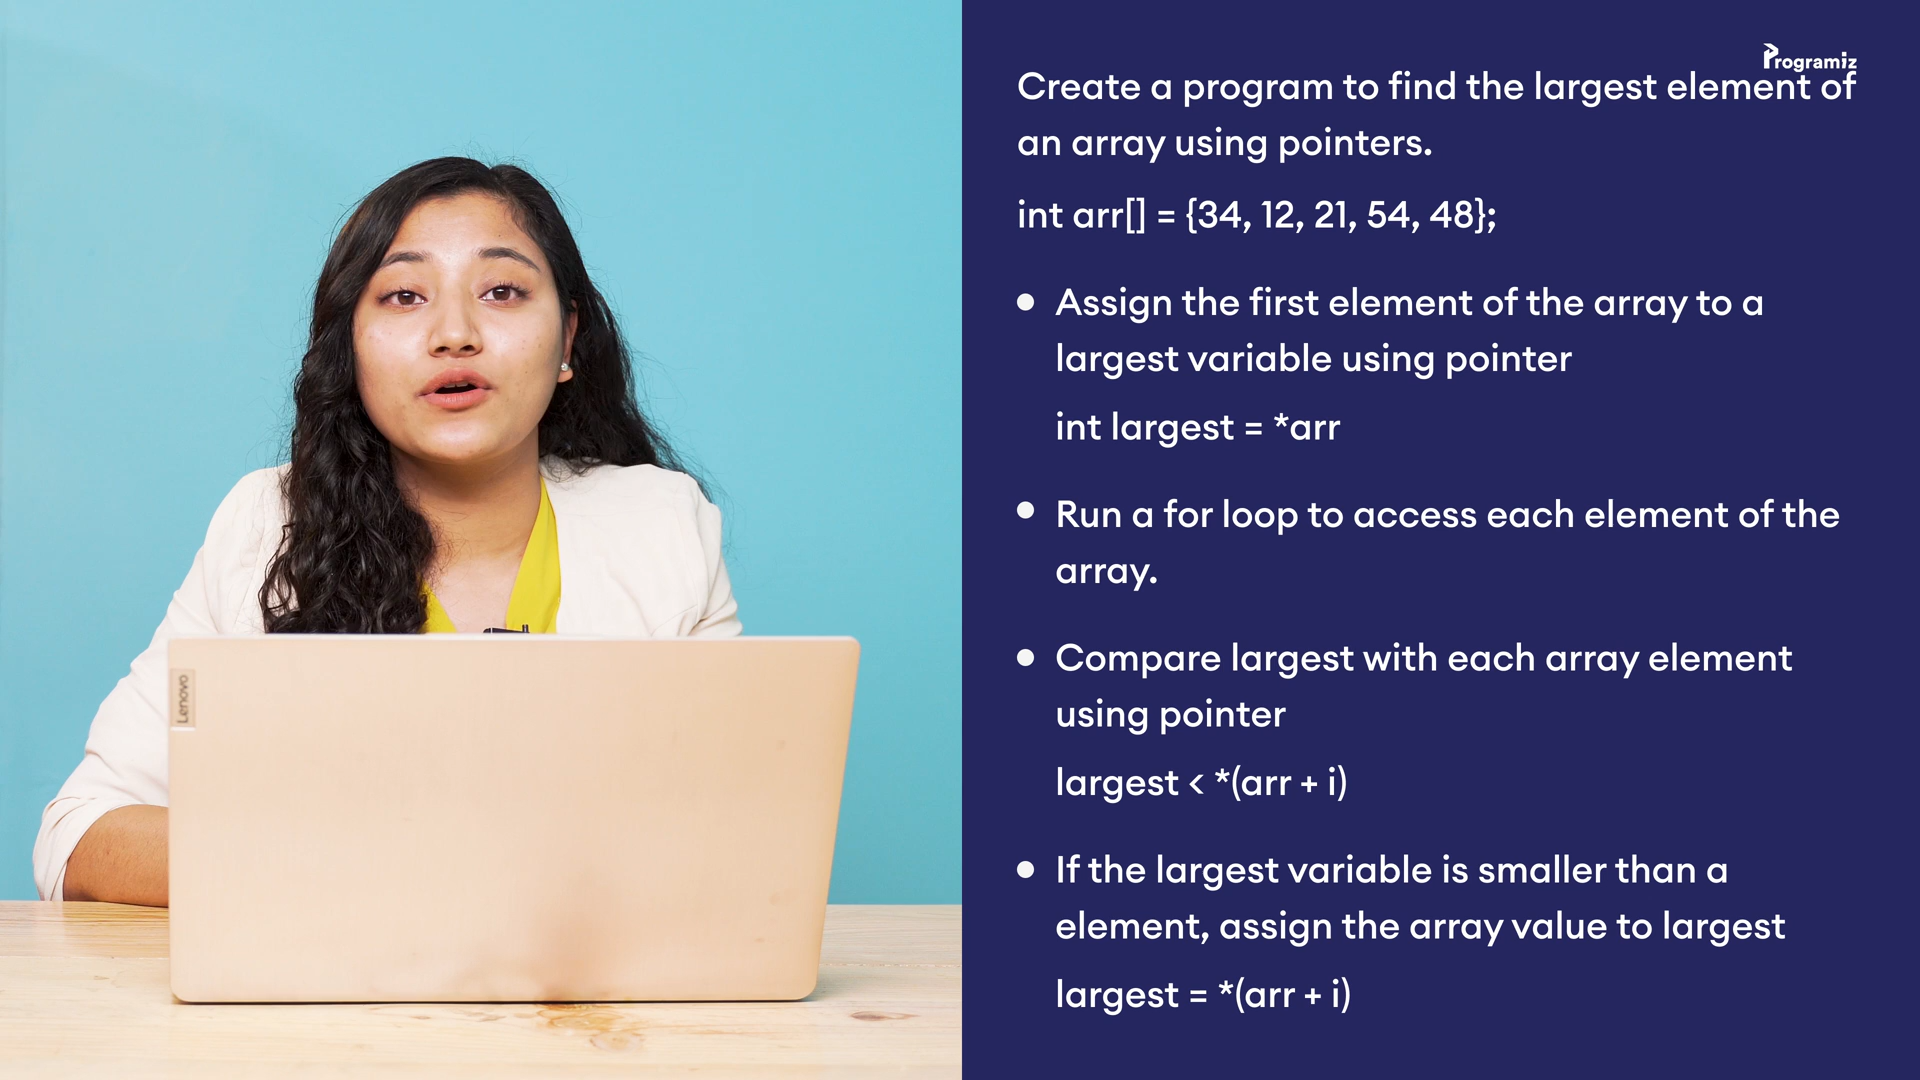 Programiz
Create a program to find the largest element of
an array using pointers.
int arr[] = {34, 12, 21, 54, 48};
• Assign the first element of the array to a
largest variable using pointer
int largest = *arr
• Run a for loop to access each element of the
array.
• Compare largest with each array element
using pointer
largest < *(arr + i)
• If the largest variable is smaller than a
element, assign the array value to largest
largest = *(arr + i)
Lenovo